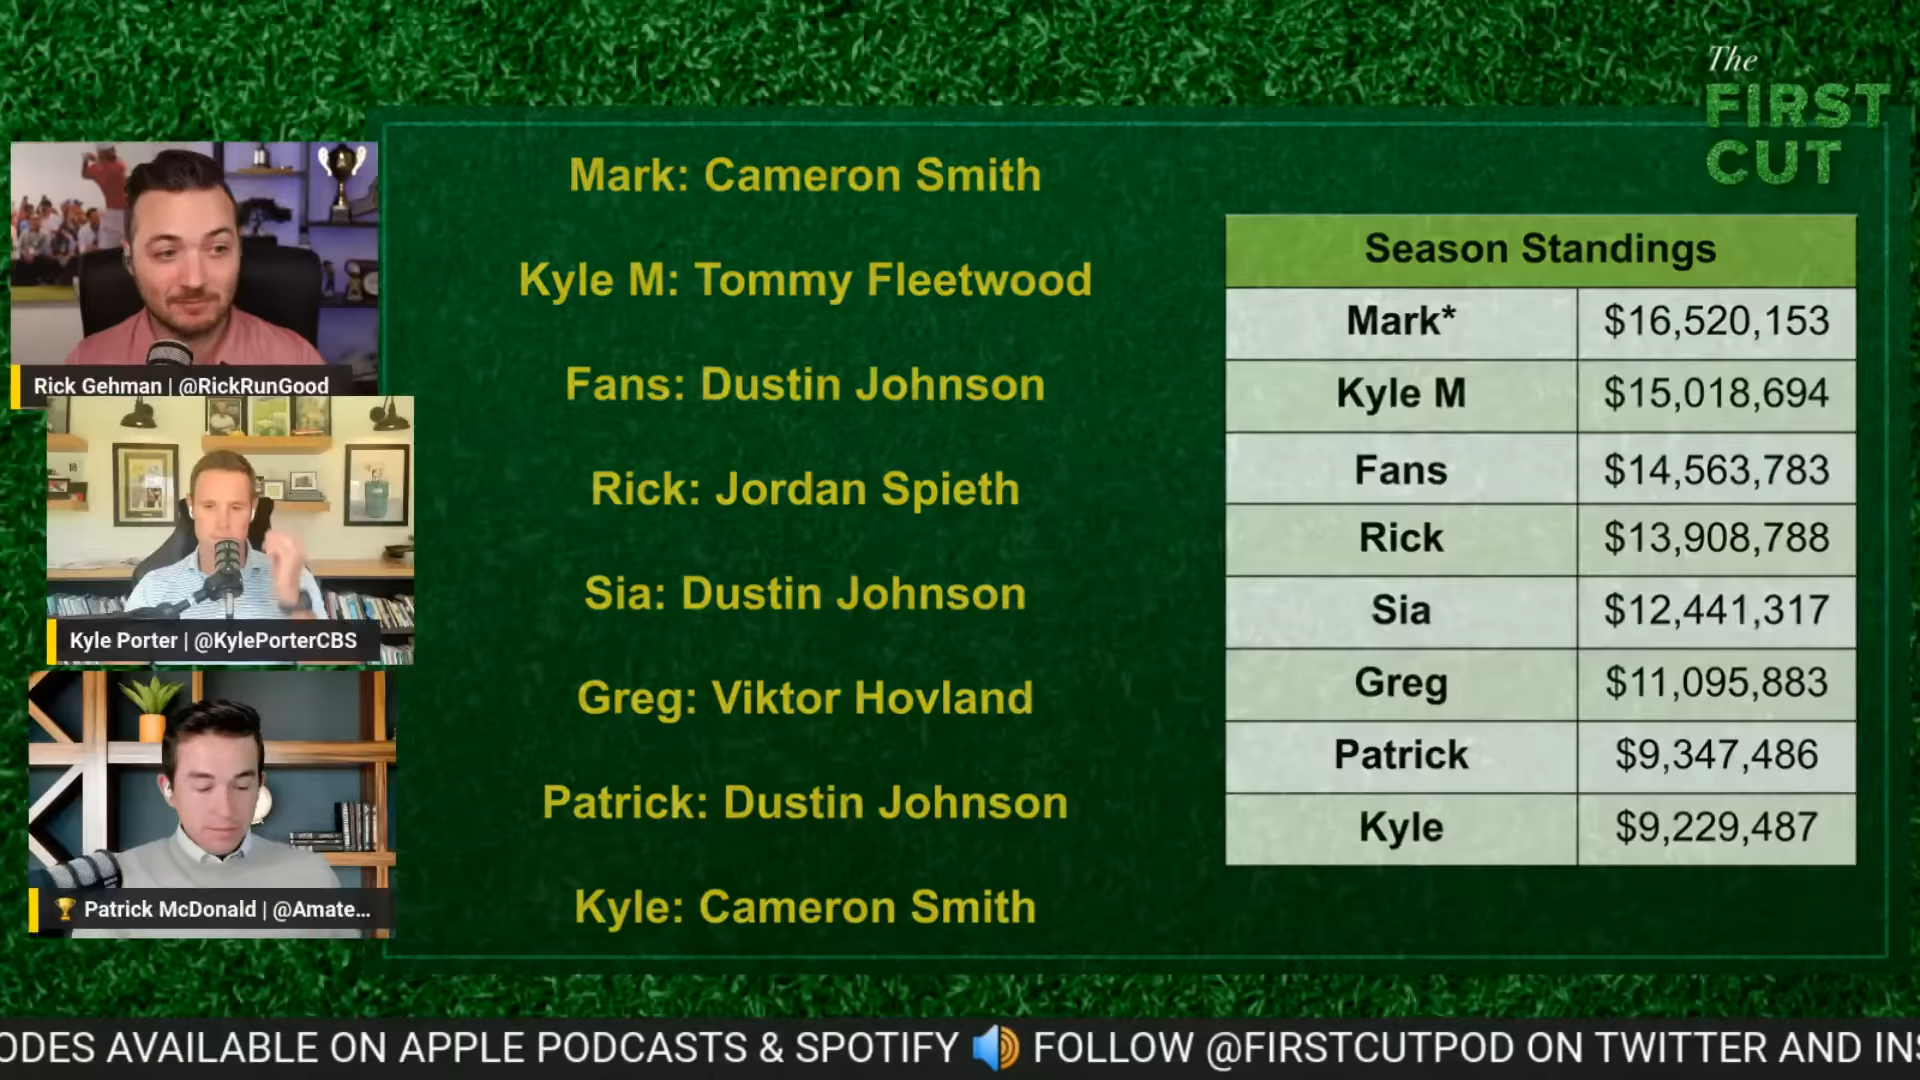 The
FIRST
CUT
Rick Gehman | @RickRunGood
Kyle Porter | @KylePorterCBS
Patrick McDonald | @Amate...
Mark: Cameron Smith
Kyle M: Tommy Fleetwood
Fans: Dustin Johnson
Rick: Jordan Spieth
Sia: Dustin Johnson
Greg: Viktor Hovland
Patrick: Dustin Johnson
Kyle: Cameron Smith
Season Standings
Mark* $16,520,153
Kyle M $15,018,694
Fans $14,563,783
Rick $13,908,788
Sia $12,441,317
Greg $11,095,883
Patrick $9,347,486
Kyle $9,229,487
ODES AVAILABLE ON APPLE PODCASTS & SPOTIFY 🔊 FOLLOW @FIRSTCUTPOD ON TWITTER AND INS